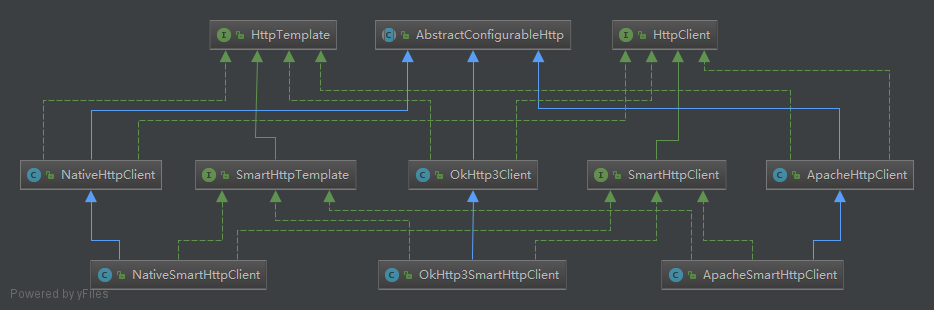 HttpTemplate
AbstractConfigurableHttp
HttpClient
NativeHttpClient
SmartHttpTemplate
OkHttp3Client
SmartHttpClient
ApacheHttpClient
NativeSmartHttpClient
OkHttp3SmartHttpClient
ApacheSmartHttpClient
Powered by yFiles